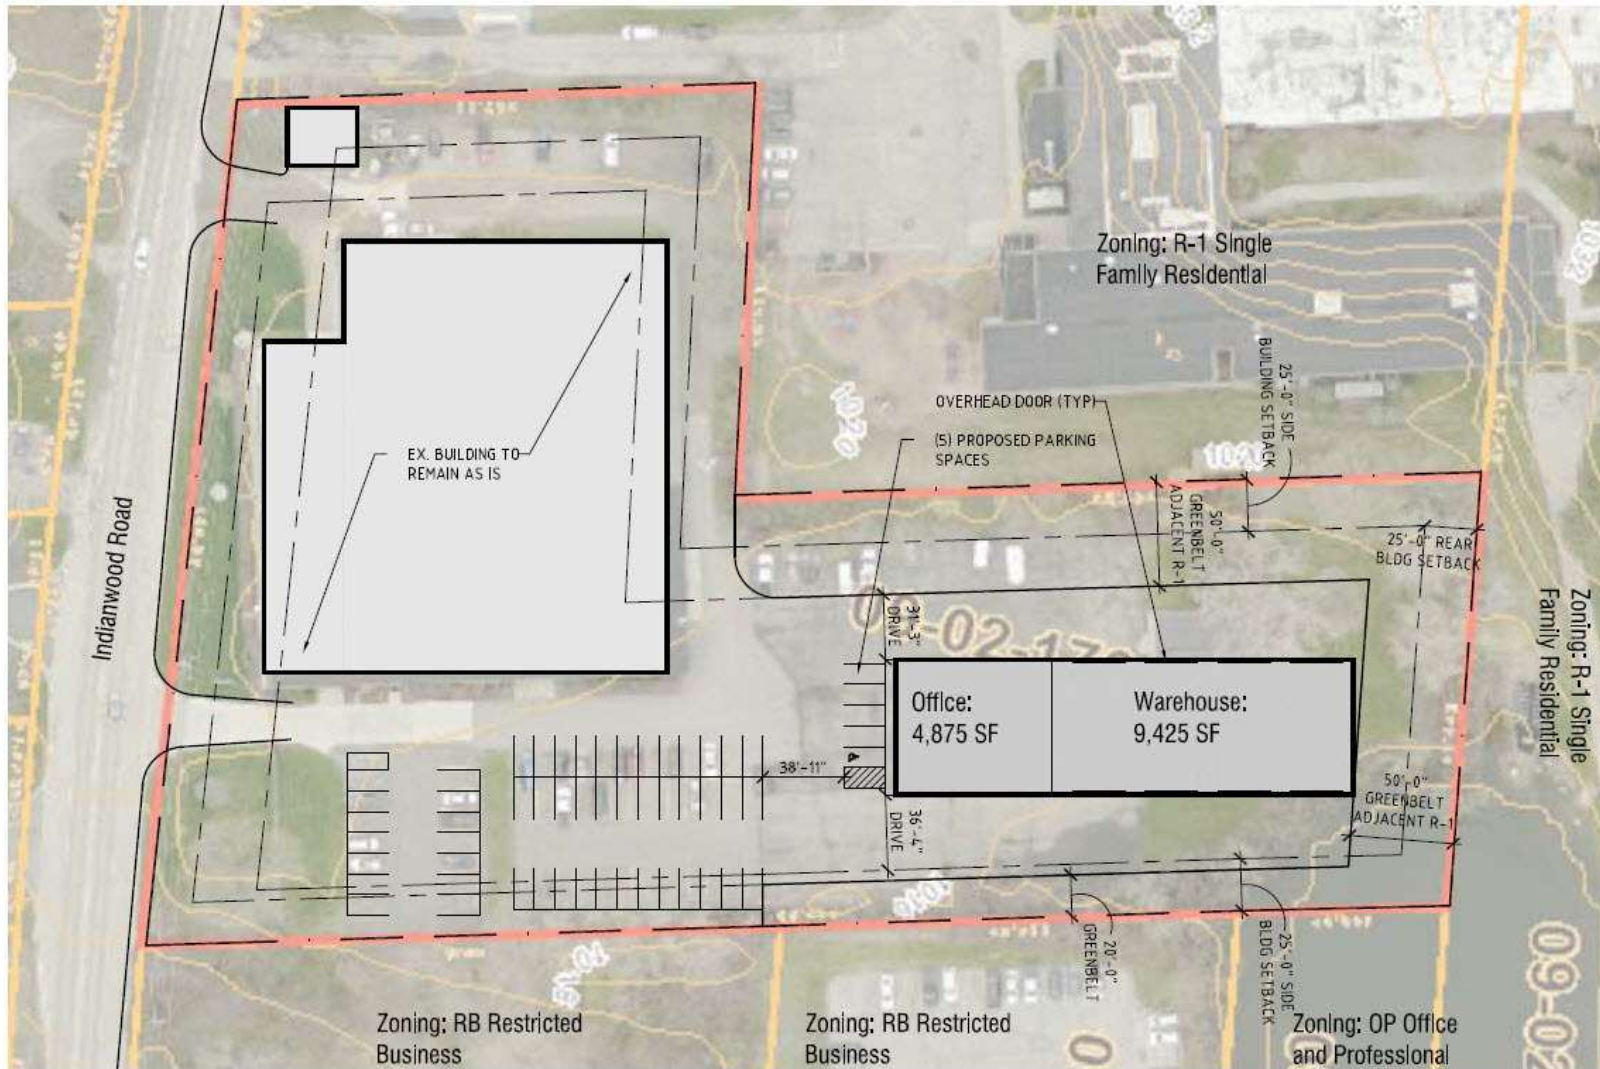 Zoning: R-1 Single
Family Residential
25'-0" SIDE
BUILDING SETBACK
OVERHEAD DOOR (TYP)
(5) PROPOSED PARKING
SPACES
EX. BUILDING TO
REMAIN AS IS
1020
50'-0"
GREENBELT
ADJACENT R-1
25'-0" REAR
BLDG SETBACK
Indianwood Road
31'-3"
DRIVE
Zoning: R-1 Single
Family Residential
Office:
4,875 SF
Warehouse:
9,425 SF
38'-11"
36'-4"
DRIVE
50'-0"
GREENBELT
ADJACENT R-1
20'-0"
GREENBELT
25'-0" SIDE
BLDG SETBACK
Zoning: RB Restricted
Business
Zoning: RB Restricted
Business
Zoning: OP Office
and Professional